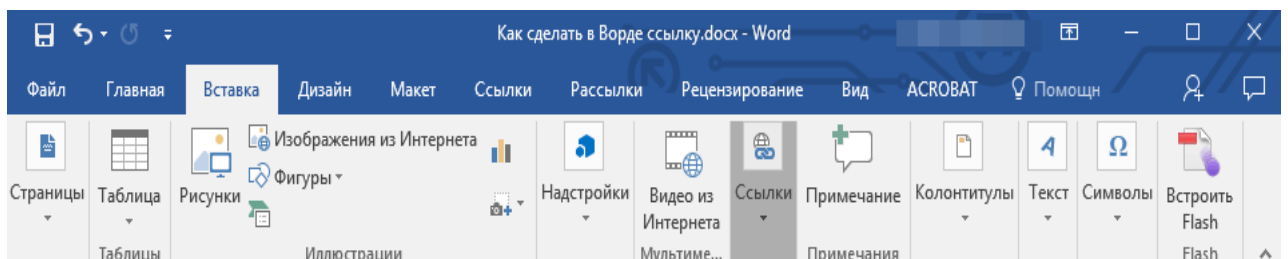 Как сделать в Ворде ссылку.docx - Word
Файл Главная Вставка Дизайн Макет Ссылки Рассылки Рецензирование Вид ACROBAT Помощн
Страницы
Таблица
Рисунки
Изображения из Интернета
Фигуры
Надстройки
Видео из
Интернета
Ссылки
Примечание
Колонтитулы
Текст
Символы
Встроить
Flash
Таблицы Иллюстрации Мультиме... Примечания Flash